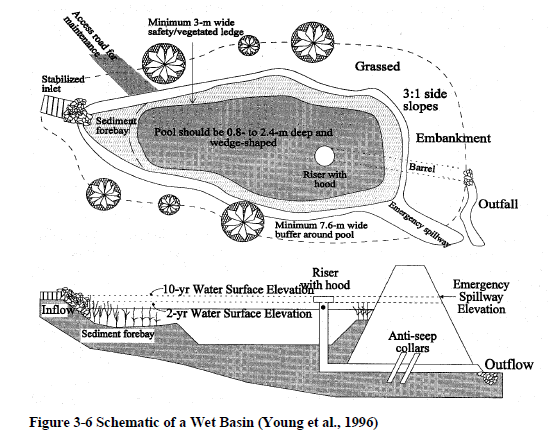 Access road for
maintenance
Minimum 3-m wide
safety/vegetated ledge
Grassed
Stabilized
inlet
3:1 side
slopes
Sediment
forebay
Pool should be 0.8- to 2.4-m deep and
wedge-shaped
Embankment
Barrel
Riser with
hood
Outfall
Emergency spillway
Minimum 7.6-m wide
buffer around pool
Riser
with hood
10-yr Water Surface Elevation
Emergency
Spillway
Elevation
Inflow
2-yr Water Surface Elevation
Sediment forebay
Anti-seep
collars
Outflow
Figure 3-6 Schematic of a Wet Basin (Young et al., 1996)